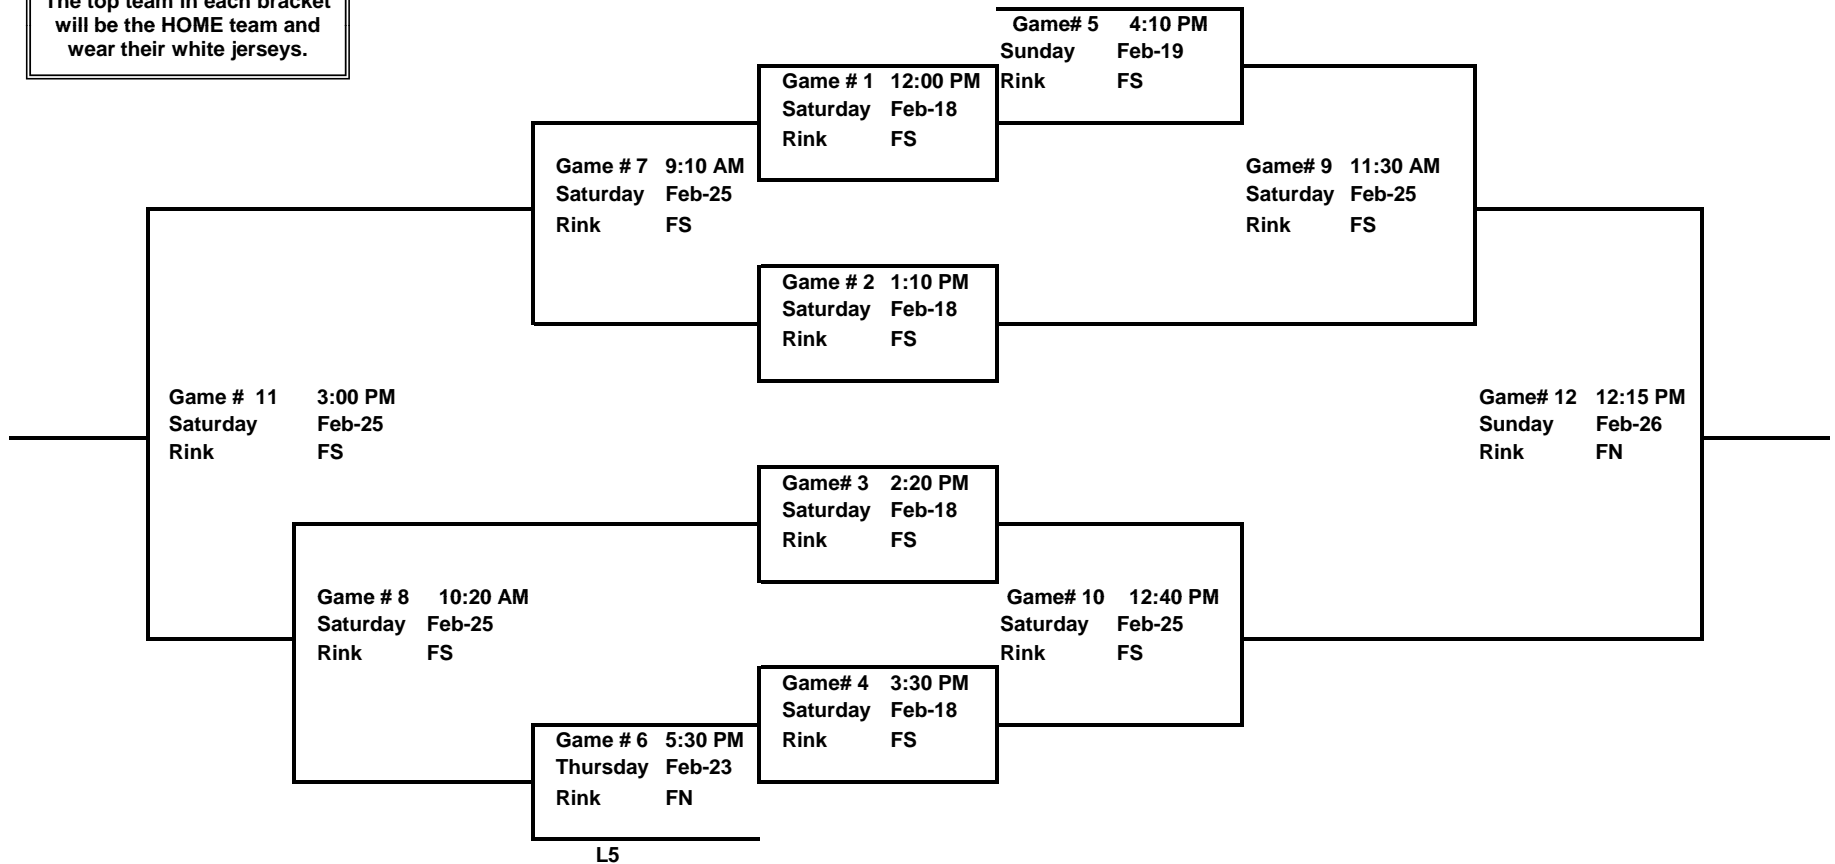 The top team in each bracket
will be the HOME team and
wear their white jerseys.
Game# 5 4:10 PM
Sunday Feb-19
Rink FS
Game # 1 12:00 PM
Saturday Feb-18
Rink FS
Game # 7 9:10 AM
Saturday Feb-25
Rink FS
Game# 9 11:30 AM
Saturday Feb-25
Rink FS
Game # 2 1:10 PM
Saturday Feb-18
Rink FS
Game # 11 3:00 PM
Saturday Feb-25
Rink FS
Game# 12 12:15 PM
Sunday Feb-26
Rink FN
Game# 3 2:20 PM
Saturday Feb-18
Rink FS
Game # 8 10:20 AM
Saturday Feb-25
Rink FS
Game# 10 12:40 PM
Saturday Feb-25
Rink FS
Game# 4 3:30 PM
Saturday Feb-18
Rink FS
Game # 6 5:30 PM
Thursday Feb-23
Rink FN
L5